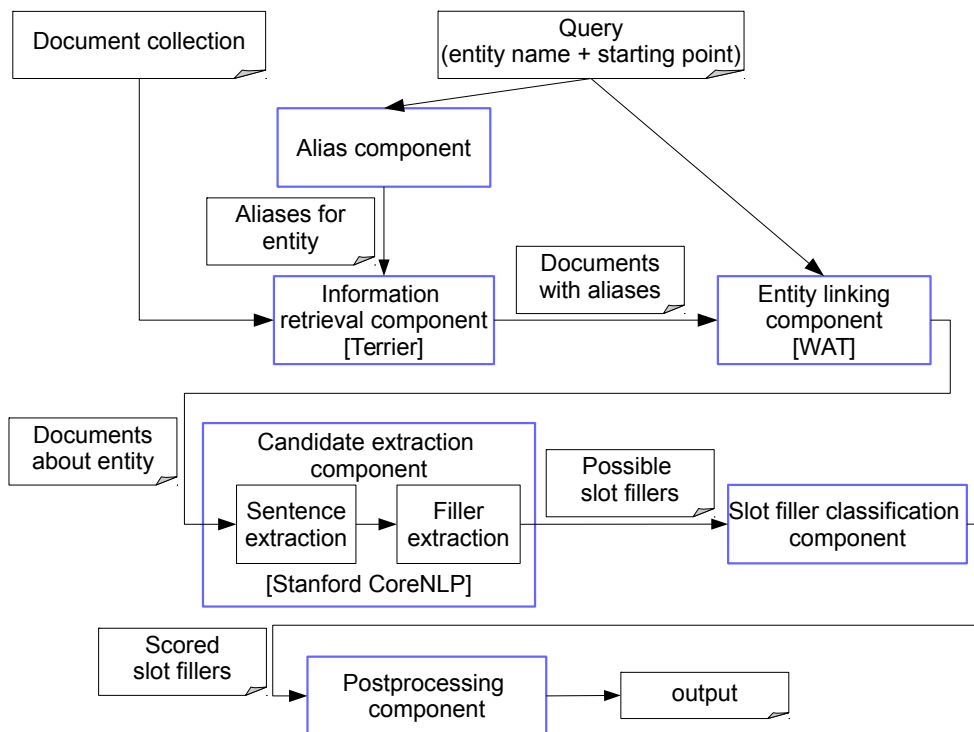 Document collection
Query
(entity name + starting point)
Alias component
Aliases for
entity
Information
retrieval component
[Terrier]
Documents
with aliases
Entity linking
component
[WAT]
Documents
about entity
Candidate extraction
component
Sentence
extraction
Filler
extraction
[Stanford CoreNLP]
Possible
slot fillers
Slot filler classification
component
Scored
slot fillers
Postprocessing
component
output